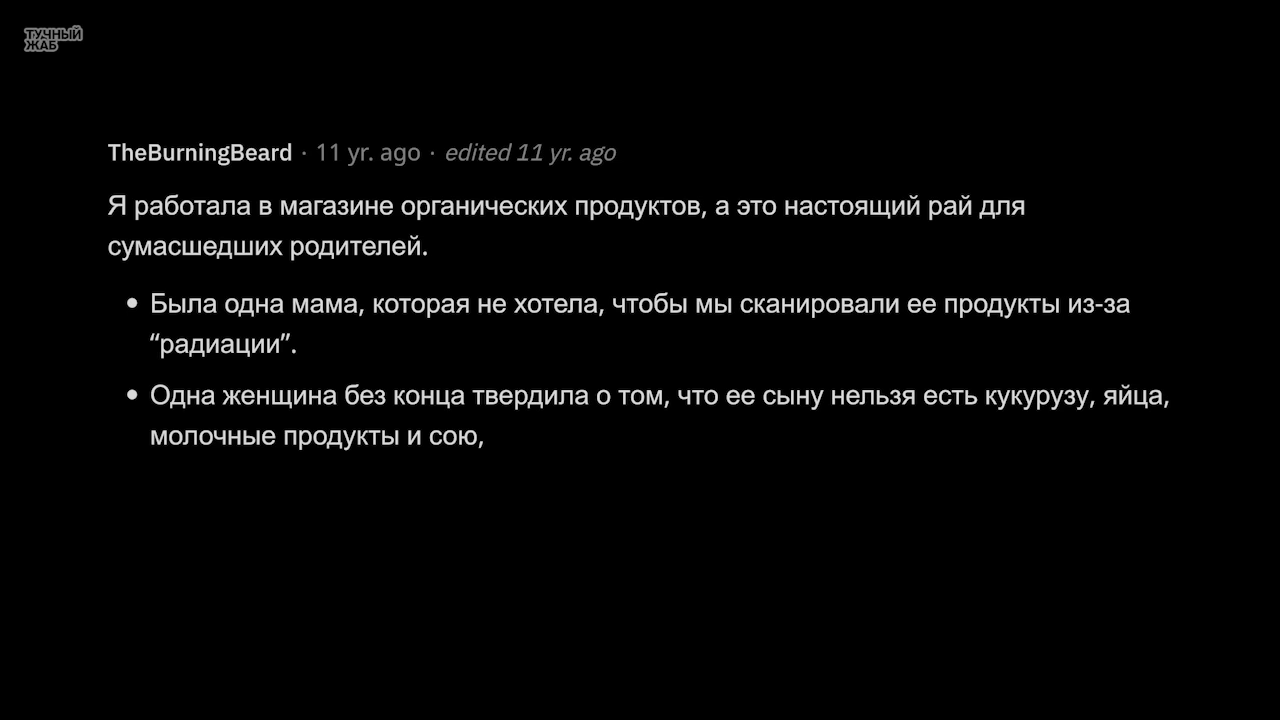 ТУЧНЫЙ
ЖАБ
TheBurningBeard · 11 yr. ago · edited 11 yr. ago
Я работала в магазине органических продуктов, а это настоящий рай для
сумасшедших родителей.
• Была одна мама, которая не хотела, чтобы мы сканировали ее продукты из-за
“радиации”.
• Одна женщина без конца твердила о том, что ее сыну нельзя есть кукурузу, яйца,
молочные продукты и сою,